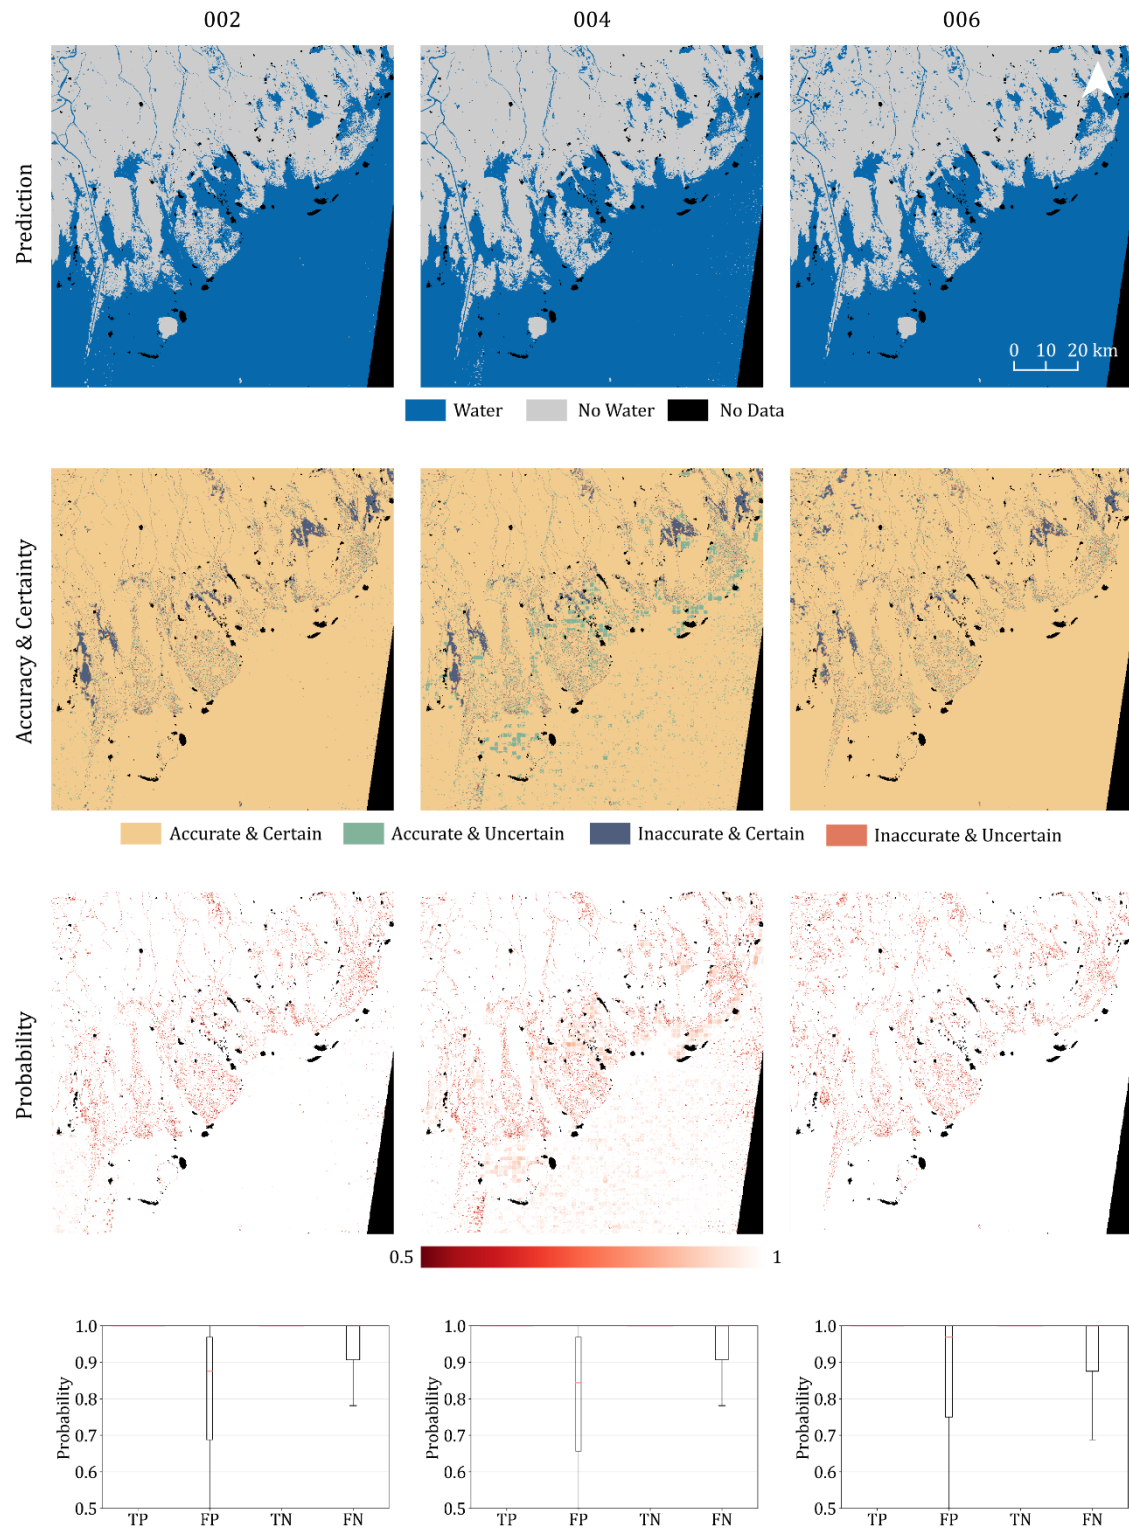 002 004 006
Prediction
0 10 20 km
Water No Water No Data
Accuracy & Certainty
Accurate & Certain Accurate & Uncertain Inaccurate & Certain Inaccurate & Uncertain
Probability
0.5 1
Probability
1.0
0.9
0.8
0.7
0.6
0.5
TP FP TN FN
Probability
1.0
0.9
0.8
0.7
0.6
0.5
TP FP TN FN
Probability
1.0
0.9
0.8
0.7
0.6
0.5
TP FP TN FN